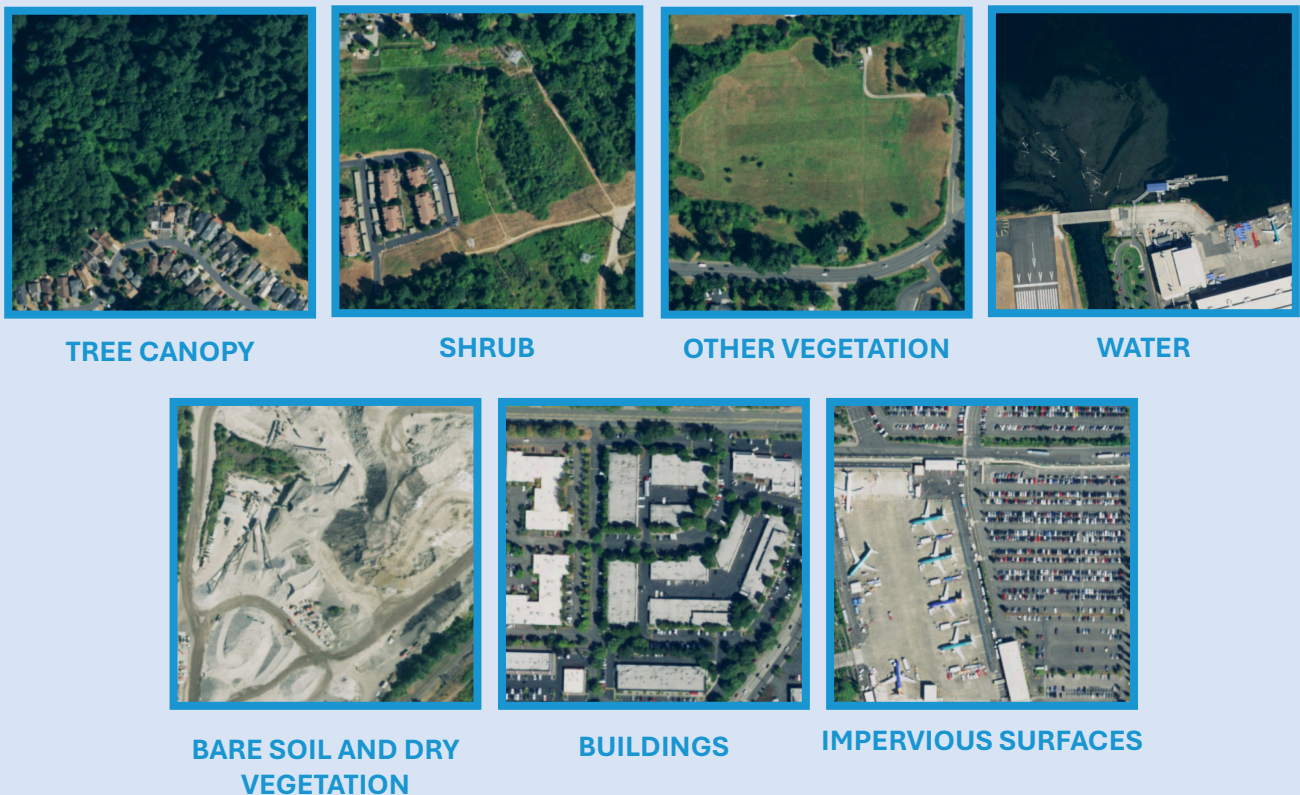 TREE CANOPY
SHRUB
OTHER VEGETATION
WATER
BARE SOIL AND DRY
VEGETATION
BUILDINGS
IMPERVIOUS SURFACES